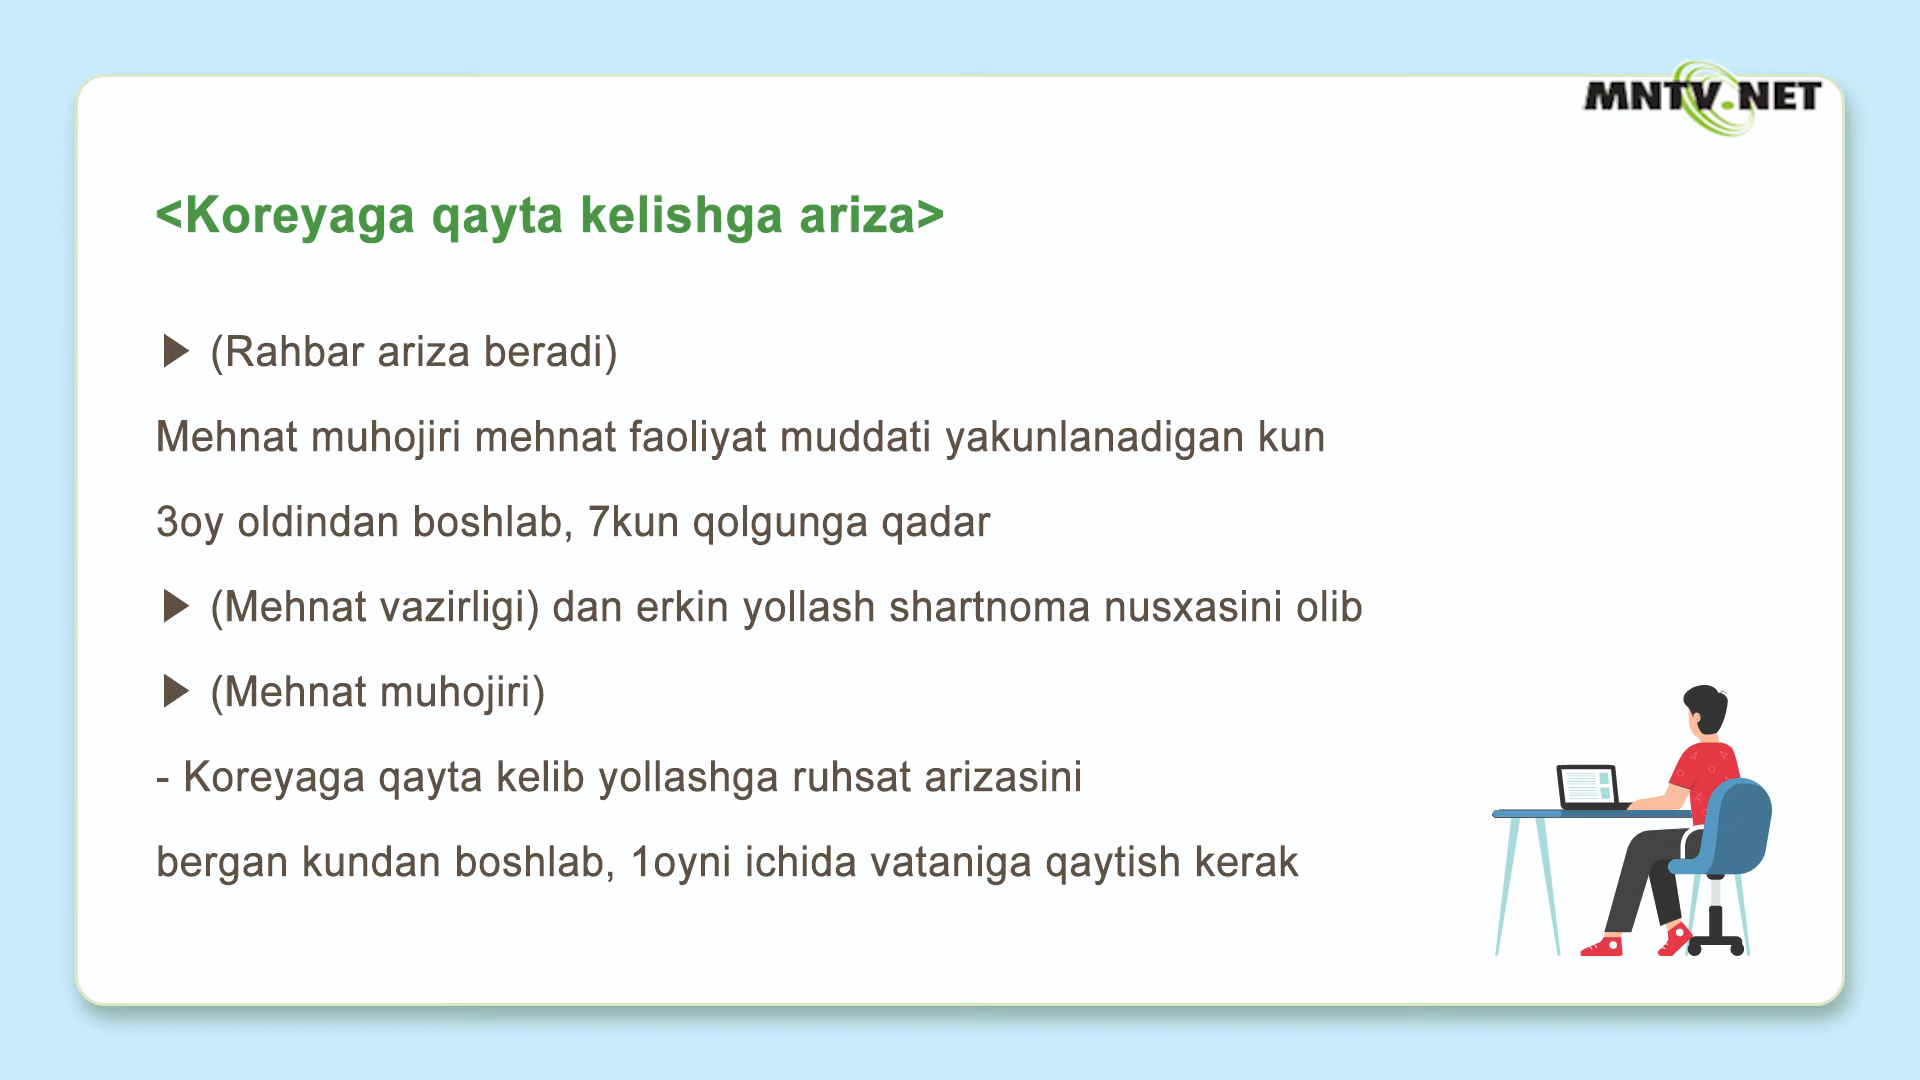 MNTV.NET
<Koreyaga qayta kelishga ariza>
▶ (Rahbar ariza beradi)
Mehnat muhojiri mehnat faoliyat muddati yakunlanadigan kun
3oy oldindan boshlab, 7kun qolgunga qadar
▶ (Mehnat vazirligi) dan erkin yollash shartnoma nusxasini olib
▶ (Mehnat muhojiri)
- Koreyaga qayta kelib yollashga ruhsat arizasini
bergan kundan boshlab, 1oyni ichida vataniga qaytish kerak